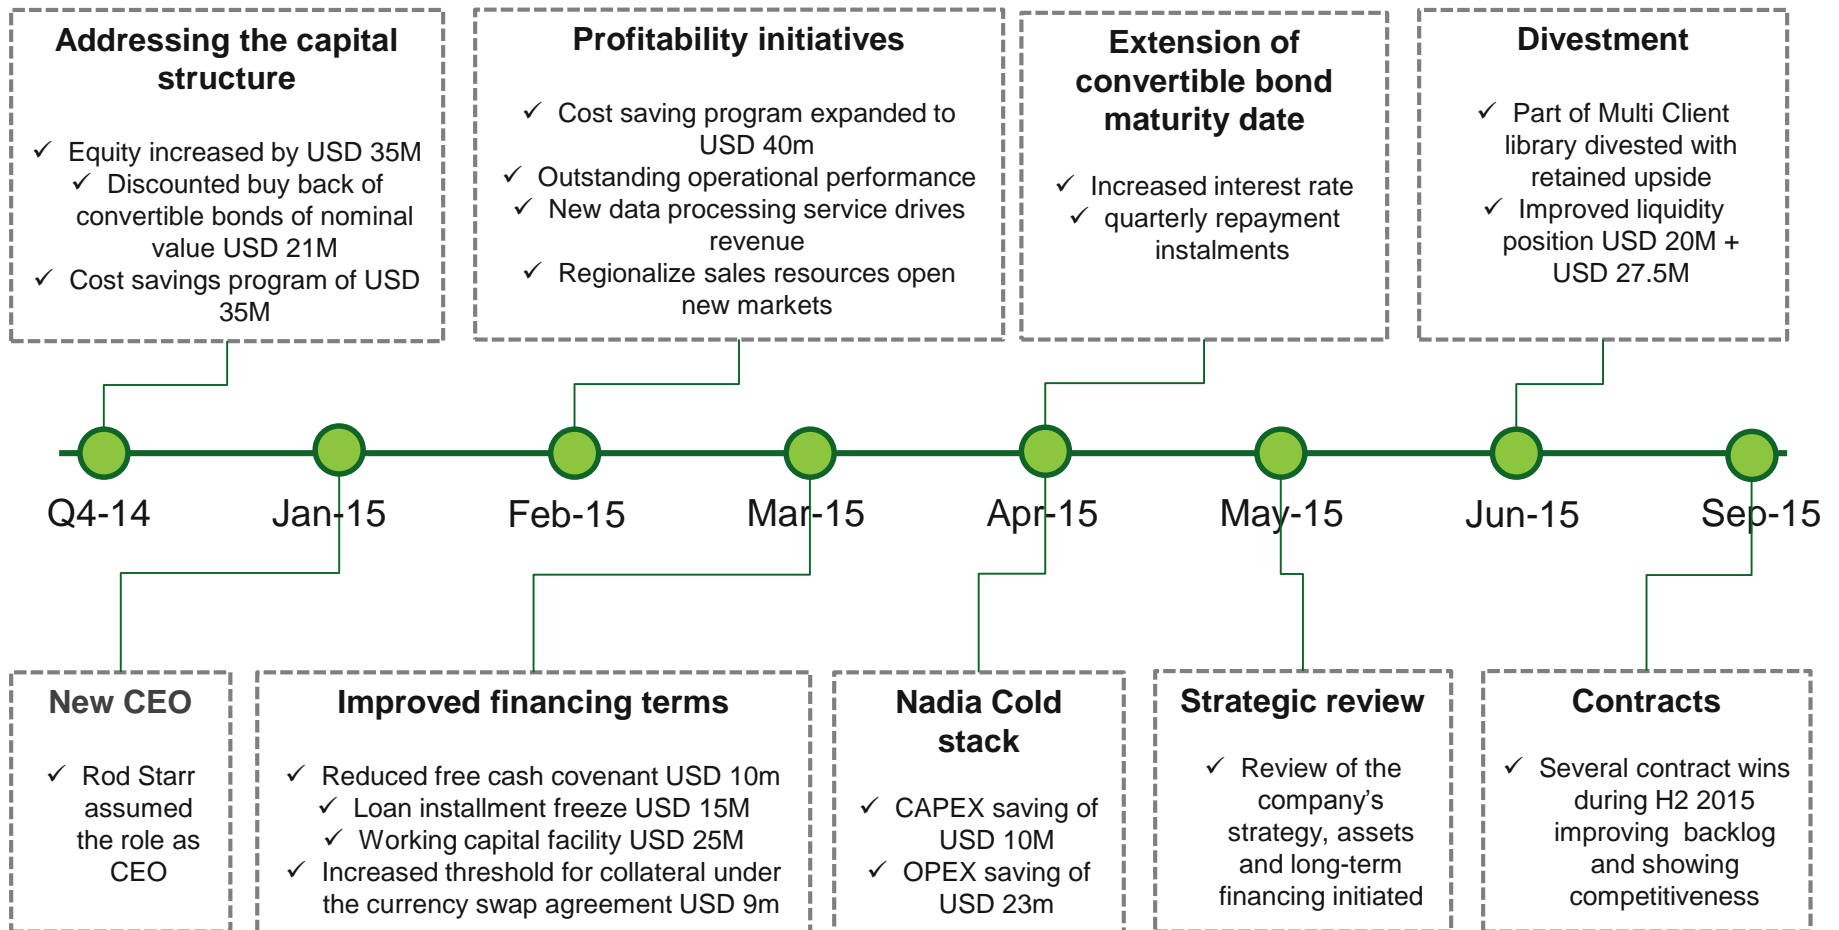 Addressing the capital
structure
✓ Equity increased by USD 35M
✓ Discounted buy back of
convertible bonds of nominal
value USD 21M
✓ Cost savings program of USD
35M
Profitability initiatives
✓ Cost saving program expanded to
USD 40m
✓ Outstanding operational performance
✓ New data processing service drives
revenue
✓ Regionalize sales resources open
new markets
Extension of
convertible bond
maturity date
✓ Increased interest rate
✓ quarterly repayment
instalments
Divestment
✓ Part of Multi Client
library divested with
retained upside
✓ Improved liquidity
position USD 20M +
USD 27.5M
Q4-14
Jan-15
Feb-15
Mar-15
Apr-15
May-15
Jun-15
Sep-15
New CEO
✓ Rod Starr
assumed
the role as
CEO
Improved financing terms
✓ Reduced free cash covenant USD 10m
✓ Loan installment freeze USD 15M
✓ Working capital facility USD 25M
✓ Increased threshold for collateral under
the currency swap agreement USD 9m
Nadia Cold
stack
✓ CAPEX saving of
USD 10M
✓ OPEX saving of
USD 23m
Strategic review
✓ Review of the
company's
strategy, assets
and long-term
financing initiated
Contracts
✓ Several contract wins
during H2 2015
improving backlog
and showing
competitiveness